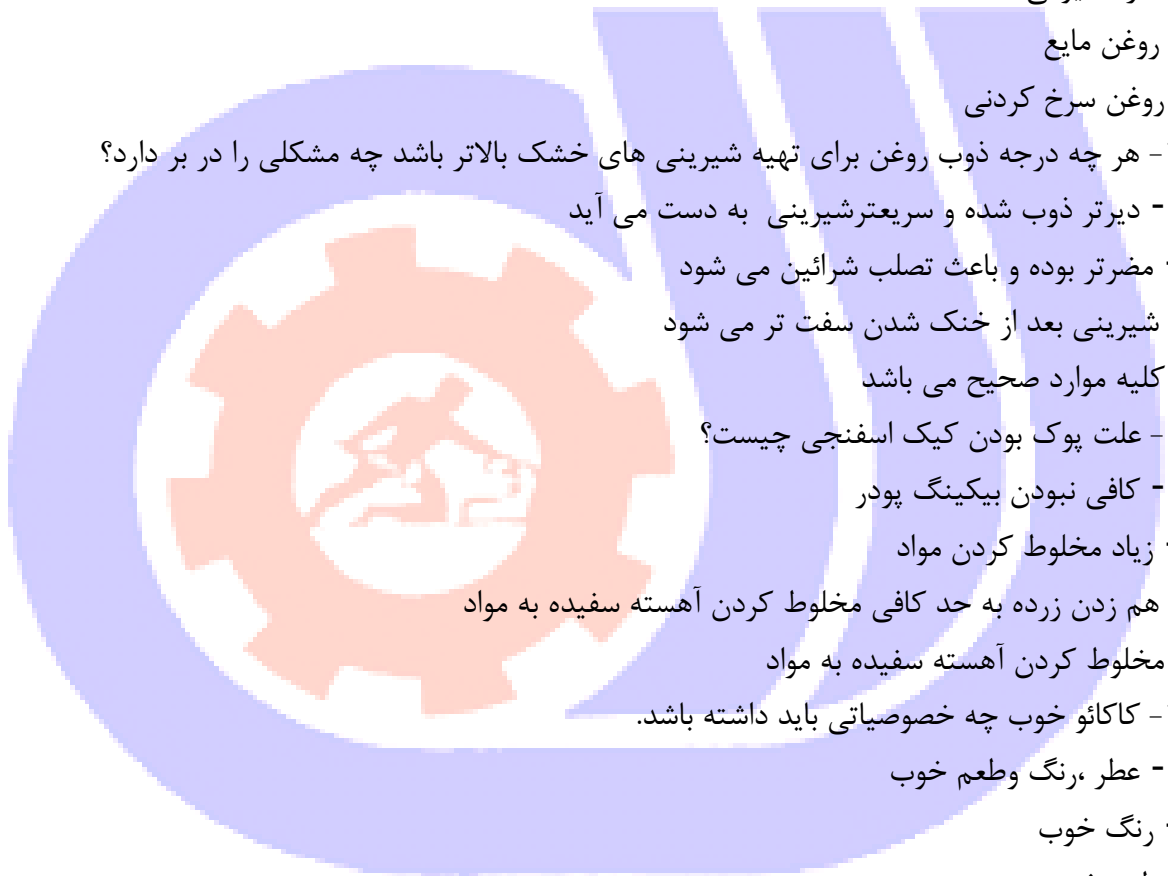 روغن مایع
روغن سرخ کردنی
- هر چه درجه ذوب روغن برای تهیه شیرینی های خشک بالاتر باشد چه مشکلی را در بر دارد؟
- دیرتر ذوب شده و سریعترشیرینی به دست می آید
مضرتر بوده و باعث تصلب شرائین می شود
شیرینی بعد از خنک شدن سفت تر می شود
کلیه موارد صحیح می باشد
- علت پوک بودن کیک اسفنجی چیست؟
- کافی نبودن بیکینگ پودر
زیاد مخلوط کردن مواد
هم زدن زرده به حد کافی مخلوط کردن آهسته سفیده به مواد
مخلوط کردن آهسته سفیده به مواد
- کاکائو خوب چه خصوصیاتی باید داشته باشد.
- عطر ،رنگ وطعم خوب
رنگ خوب